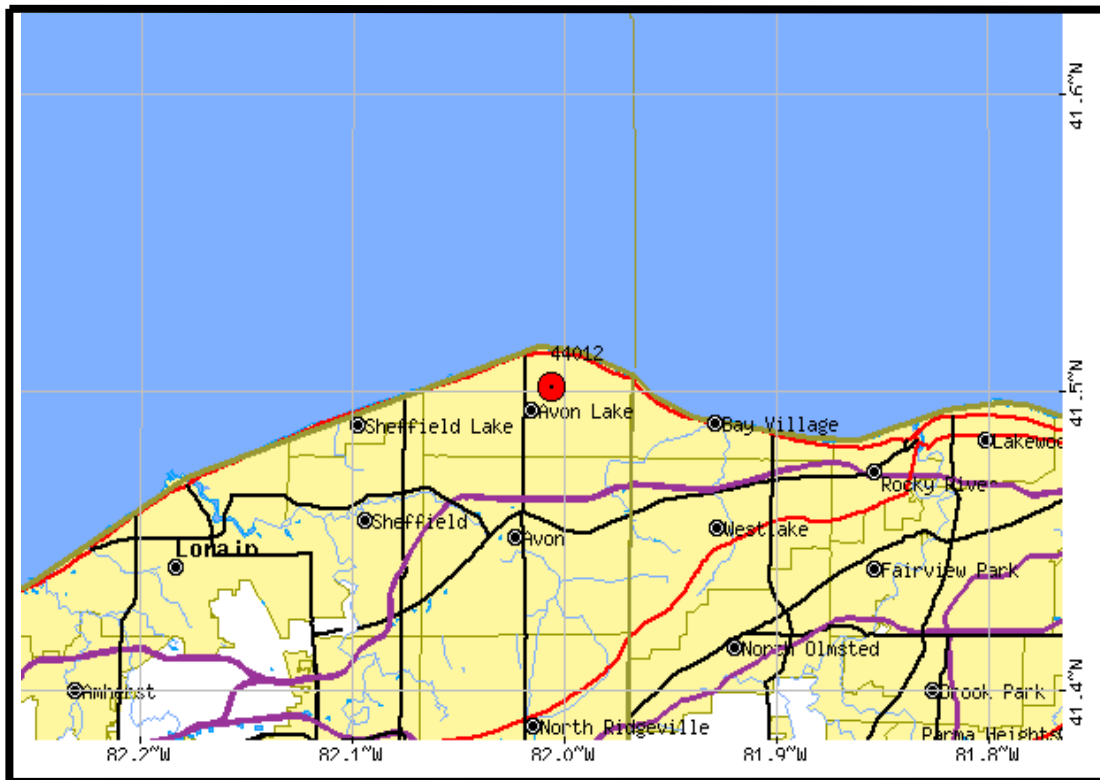 41.6°N
44012
41.5°N
Avon Lake
Bay Village
Sheffield Lake
Lakewoo
Rocky River
Sheffield
Westlake
Avon
Lorain
Fairview Park
North Olmsted
Amherst
Brook Park
41.4°N
North Ridgeville
Parma Heights
82.2°W 82.1°W 82.0°W 81.9°W 81.8°W